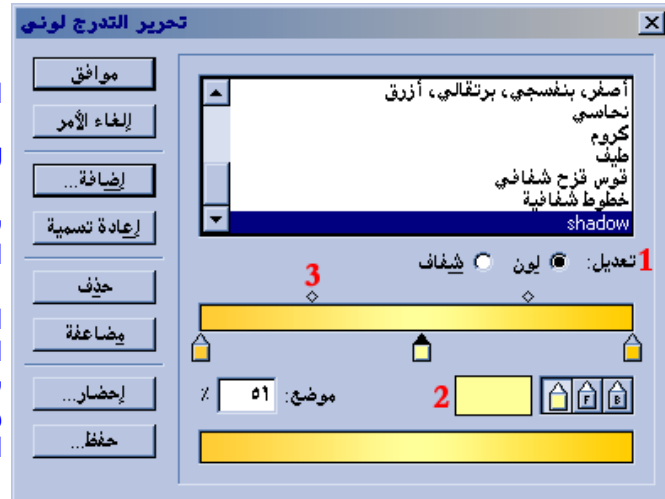 تحرير التدرج لوني
موافق
إلغاء الأمر
إضافة...
إعادة تسمية
حذف
مضاعفة
إحضار...
حفظ...
أصفر، بنفسجي، برتقالي، أزرق
نحاسي
كروم
طيف
قوس قزح شفافي
خطوط شفافية
shadow
1 تعديل: لون شفاف
3
2 موضع: ٥١ ٪
F B